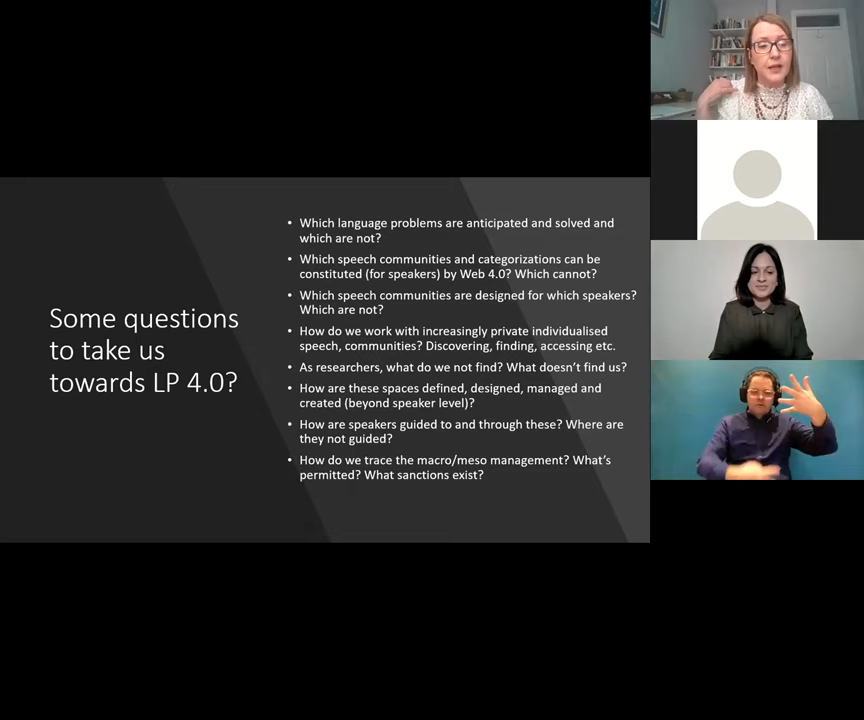 Some questions
to take us
towards LP 4.0?
• Which language problems are anticipated and solved and
which are not?
• Which speech communities and categorizations can be
constituted (for speakers) by Web 4.0? Which cannot?
• Which speech communities are designed for which speakers?
Which are not?
• How do we work with increasingly private individualised
speech, communities? Discovering, finding, accessing etc.
• As researchers, what do we not find? What doesn't find us?
• How are these spaces defined, designed, managed and
created (beyond speaker level)?
• How are speakers guided to and through these? Where are
they not guided?
• How do we trace the macro/meso management? What's
permitted? What sanctions exist?